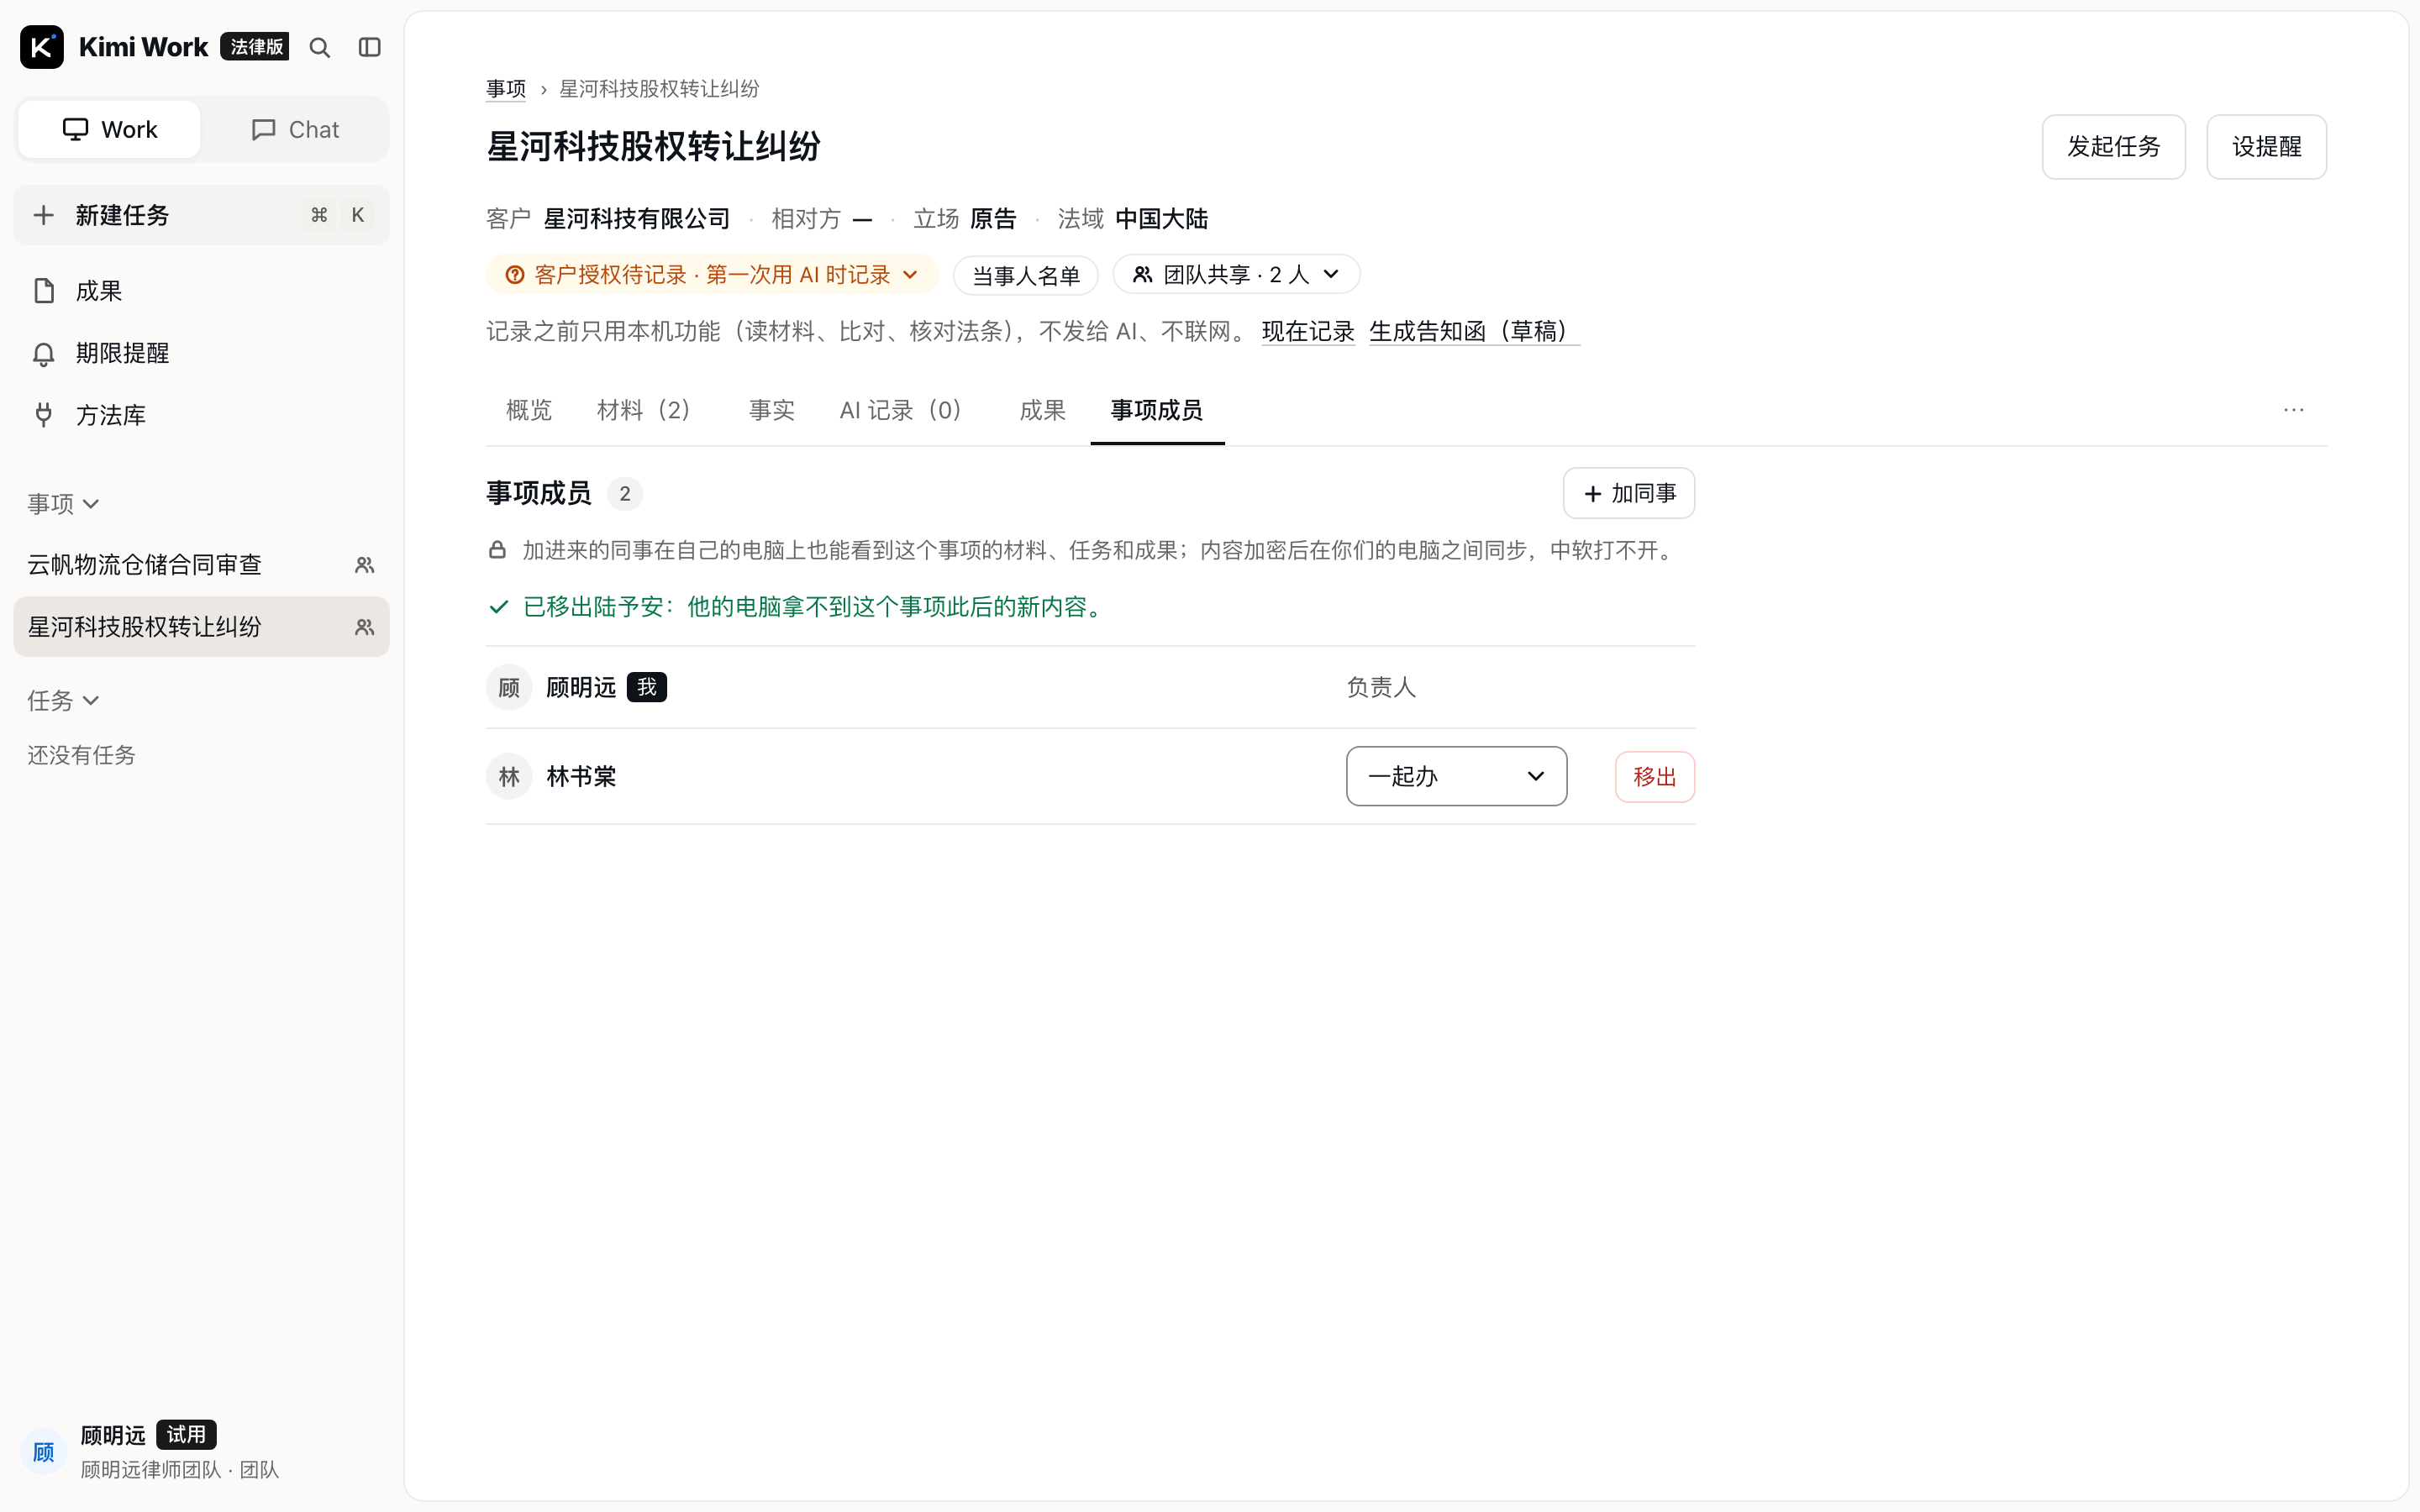 Kimi Work 法律版
Work Chat
新建任务 ⌘ K
成果
期限提醒
方法库
事项
云帆物流仓储合同审查
星河科技股权转让纠纷
任务
还没有任务
顾 顾明远 试用
顾明远律师团队 · 团队
事项 › 星河科技股权转让纠纷
星河科技股权转让纠纷
发起任务 设提醒
客户 星河科技有限公司 · 相对方 — · 立场 原告 · 法域 中国大陆
客户授权待记录 · 第一次用 AI 时记录 当事人名单 团队共享 · 2 人
记录之前只用本机功能（读材料、比对、核对法条），不发给 AI、不联网。 现在记录 生成告知函（草稿）
概览 材料（2） 事实 AI 记录（0） 成果 事项成员 ...
事项成员 2 + 加同事
加进来的同事在自己的电脑上也能看到这个事项的材料、任务和成果；内容加密后在你们的电脑之间同步，中软打不开。
已移出陆予安：他的电脑拿不到这个事项此后的新内容。
顾 顾明远 我 负责人
林 林书棠 一起办 移出